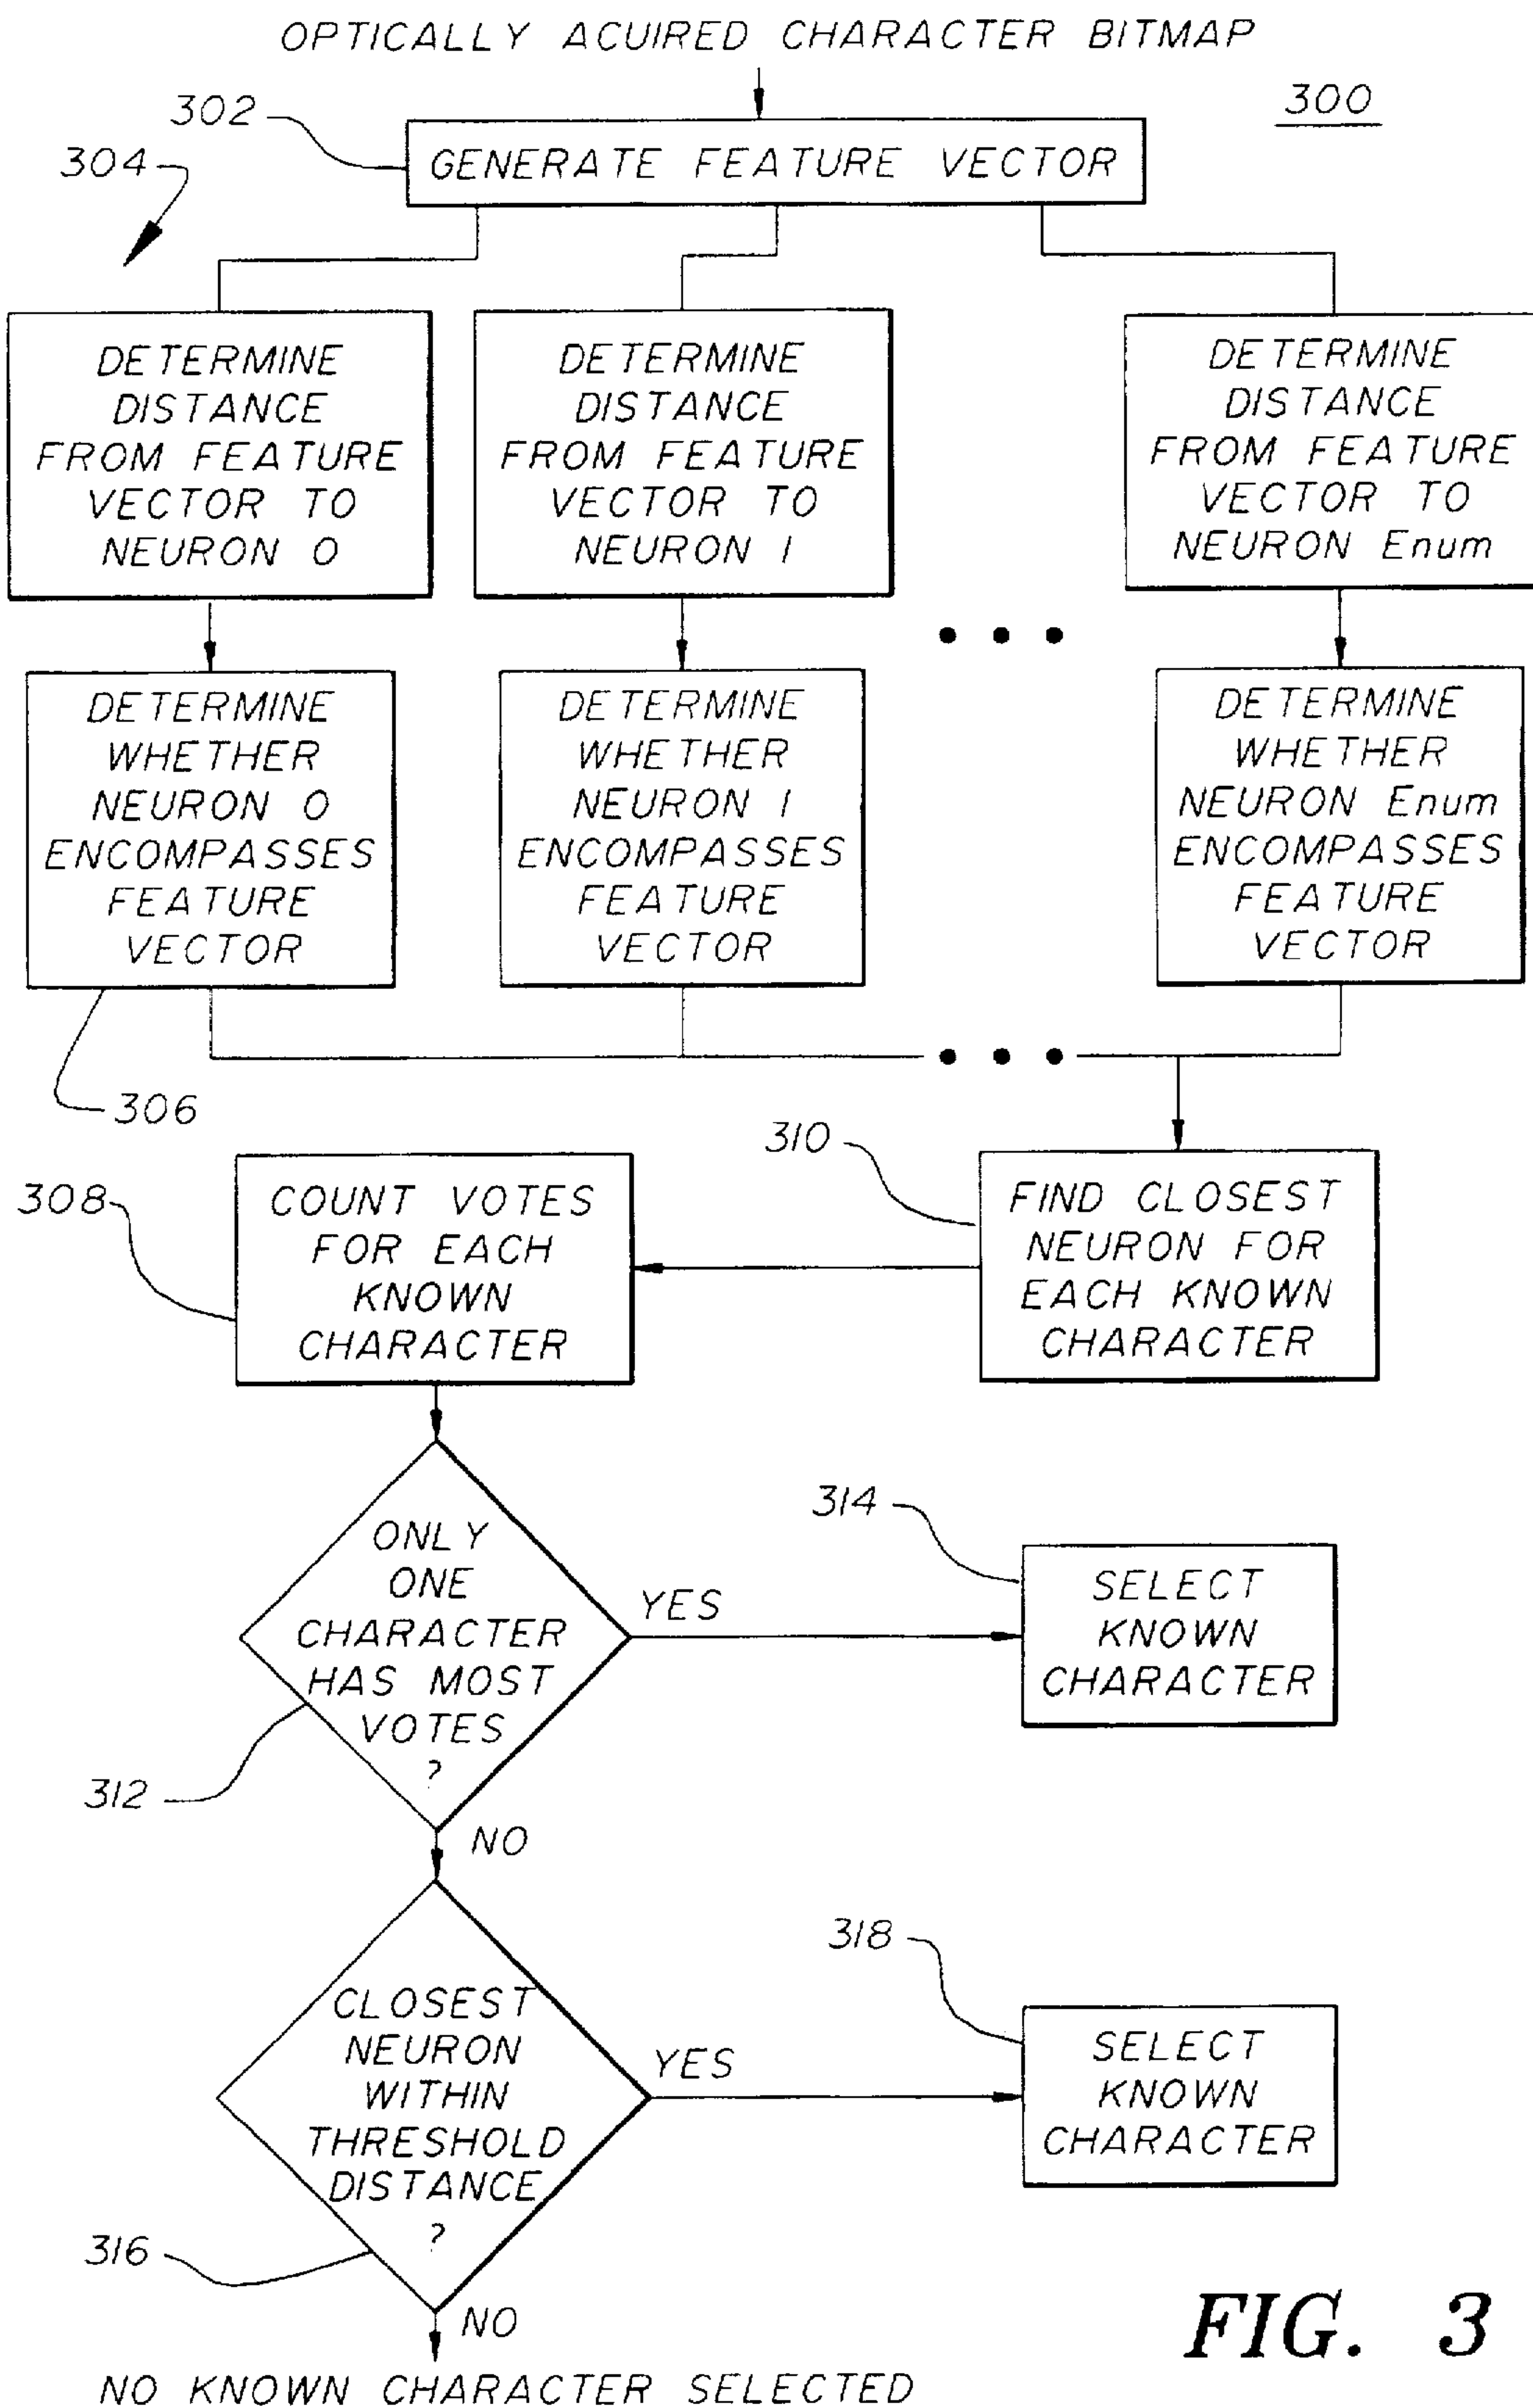 OPTICALLY ACUIRED CHARACTER BITMAP
300
302
GENERATE FEATURE VECTOR
304
DETERMINE
DISTANCE
FROM FEATURE
VECTOR TO
NEURON 0
DETERMINE
DISTANCE
FROM FEATURE
VECTOR TO
NEURON 1
DETERMINE
DISTANCE
FROM FEATURE
VECTOR TO
NEURON Enum
• • •
DETERMINE
WHETHER
NEURON 0
ENCOMPASSES
FEATURE
VECTOR
DETERMINE
WHETHER
NEURON 1
ENCOMPASSES
FEATURE
VECTOR
DETERMINE
WHETHER
NEURON Enum
ENCOMPASSES
FEATURE
VECTOR
• • •
306
310
FIND CLOSEST
NEURON FOR
EACH KNOWN
CHARACTER
308
COUNT VOTES
FOR EACH
KNOWN
CHARACTER
ONLY
ONE
CHARACTER
HAS MOST
VOTES
?
312
YES
314
SELECT
KNOWN
CHARACTER
NO
CLOSEST
NEURON
WITHIN
THRESHOLD
DISTANCE
?
316
YES
318
SELECT
KNOWN
CHARACTER
NO
NO KNOWN CHARACTER SELECTED
FIG. 3